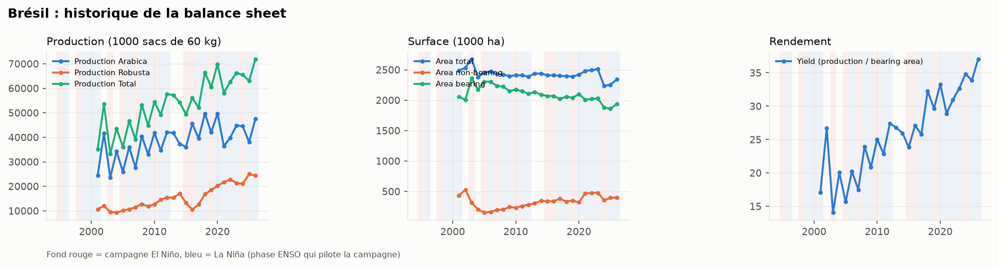 Brésil : historique de la balance sheet
Production (1000 sacs de 60 kg)
Production Arabica
Production Robusta
Production Total
70000
60000
50000
40000
30000
20000
10000
2000 2010 2020
Surface (1000 ha)
Area total
Area non-bearing
Area bearing
2500
2000
1500
1000
500
2000 2010 2020
Rendement
Yield (production / bearing area)
35
30
25
20
15
2000 2010 2020
Fond rouge = campagne El Niño, bleu = La Niña (phase ENSO qui pilote la campagne)